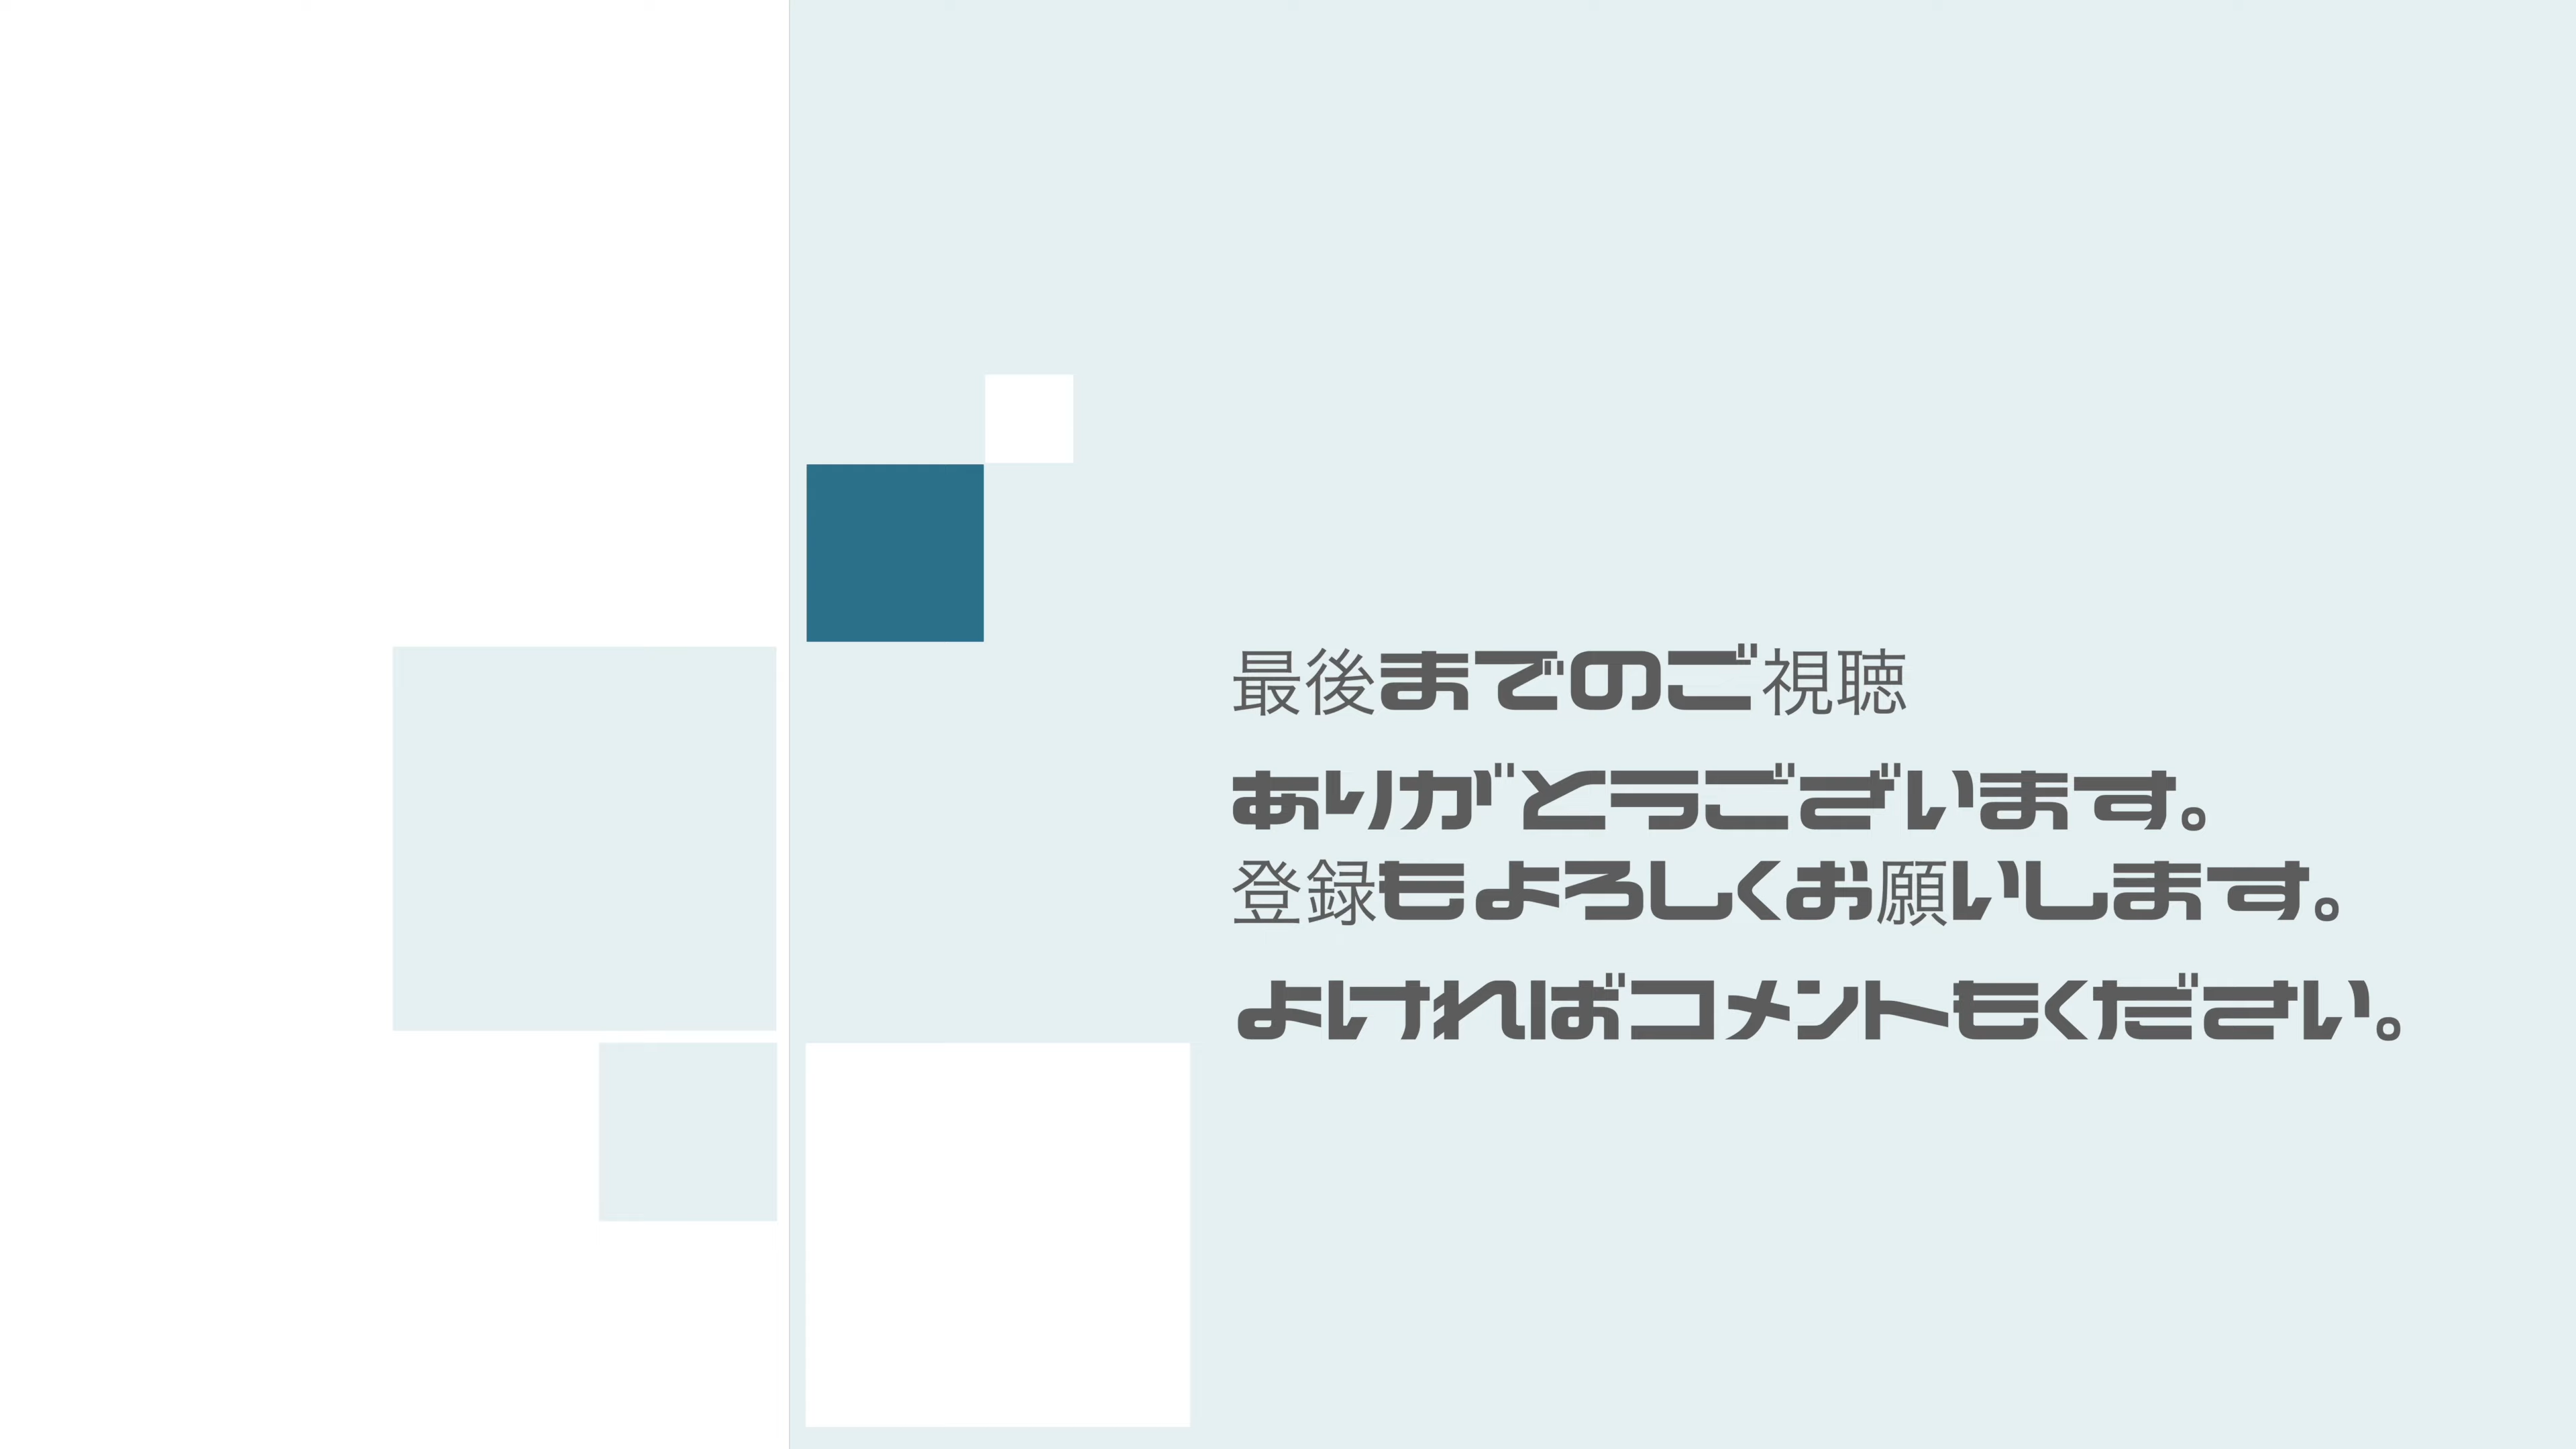 最後までのご視聴
ありがとうございます。
登録もよろしくお願いします。
よければコメントもください。